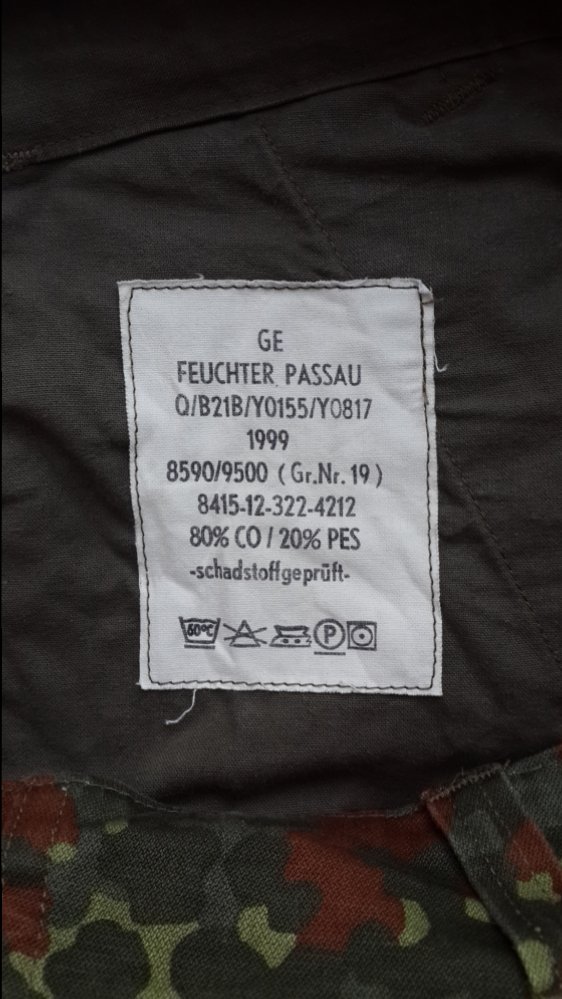 GE
FEUCHTER PASSAU
Q/B21B/Y0155/Y0817
1999
8590/9500 (Gr.Nr. 19)
8415-12-322-4212
80% CO / 20% PES
-schadstoffgeprüft-
60°C P